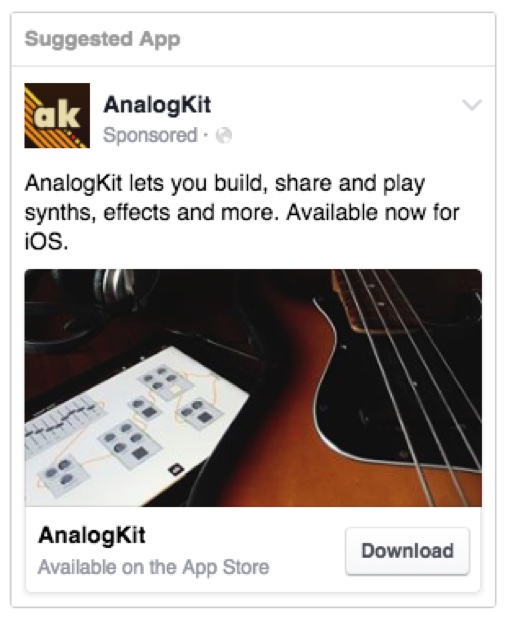 Suggested App
ak
AnalogKit
Sponsored ·
AnalogKit lets you build, share and play
synths, effects and more. Available now for
iOS.
AnalogKit
Available on the App Store
Download